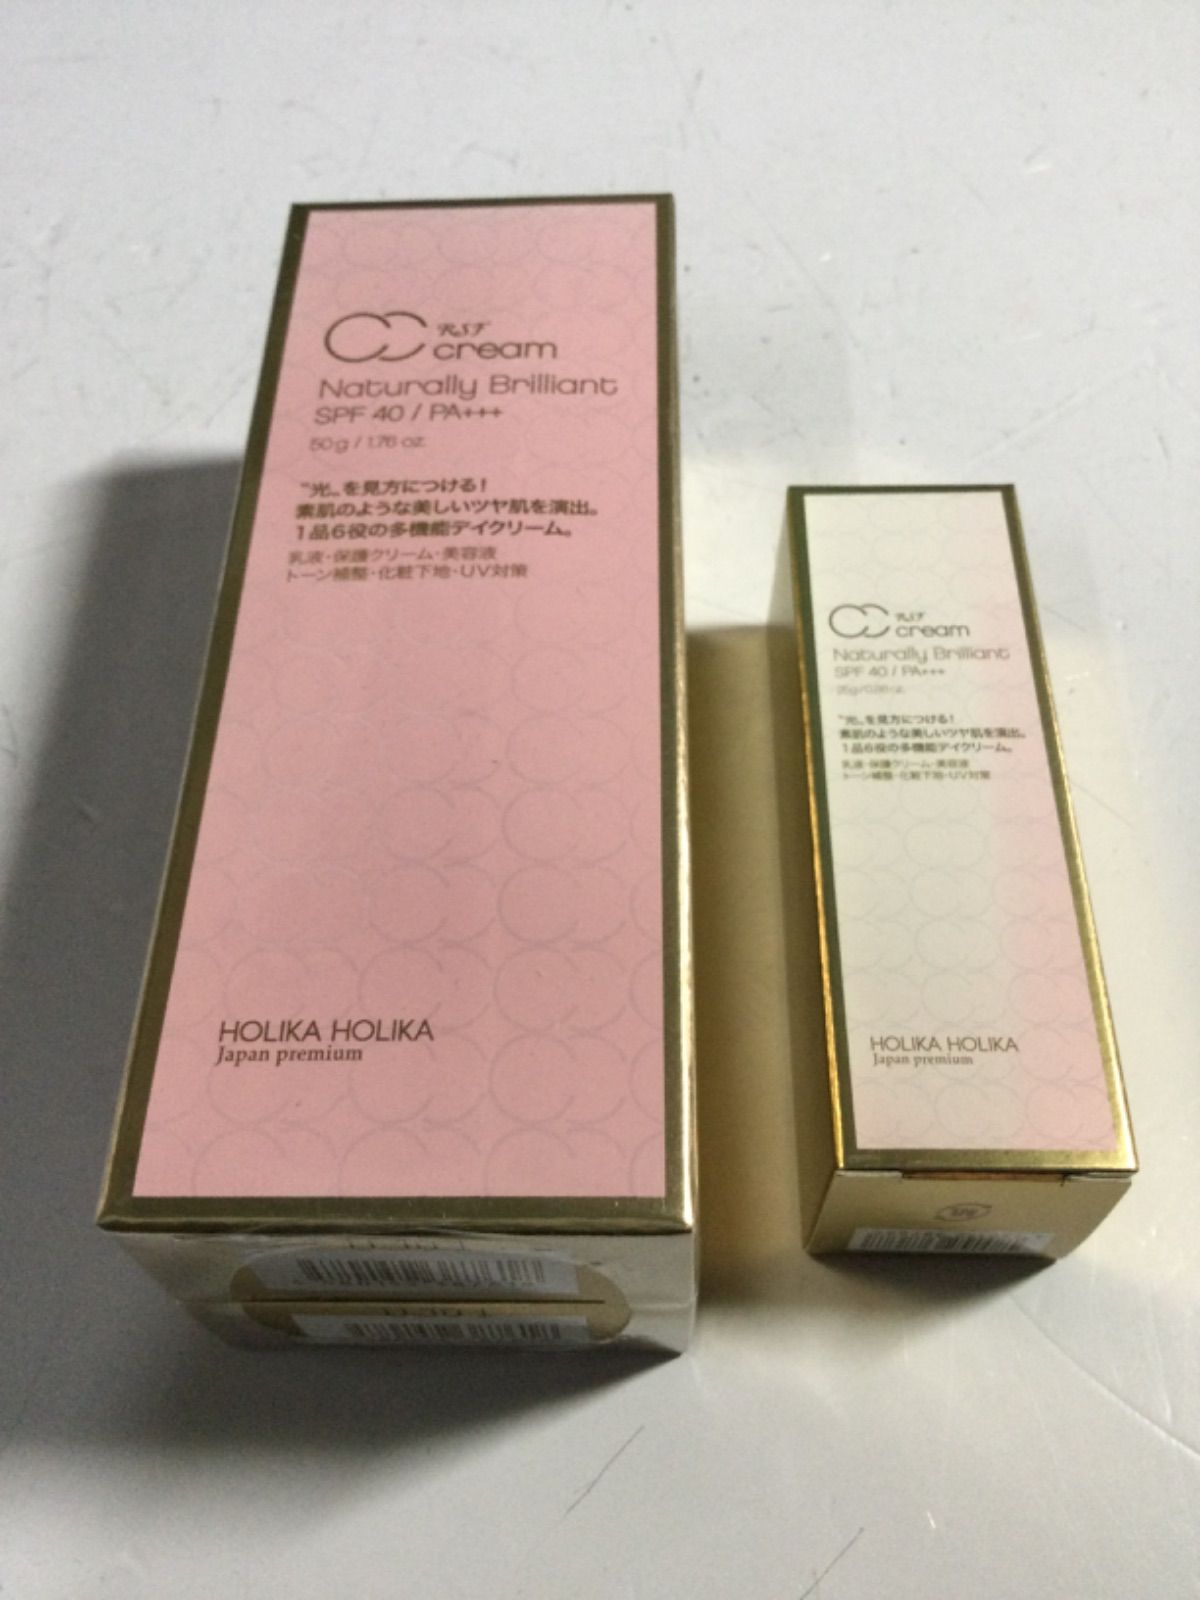 CC RSF cream
Naturally Brilliant
SPF 40 / PA+++
50g / 1.76 oz.
〝光〟を見方につける！
素肌のような美しいツヤ肌を演出。
1品6役の多機能デイクリーム。
乳液・保護クリーム・美容液
トーン補整・化粧下地・UV対策
HOLIKA HOLIKA
Japan premium
CC RSF cream
Naturally Brilliant
SPF 40 / PA+++
〝光〟を見方につける！
素肌のような美しいツヤ肌を演出。
1品6役の多機能デイクリーム。
乳液・保護クリーム・美容液
トーン補整・化粧下地・UV対策
HOLIKA HOLIKA
Japan premium